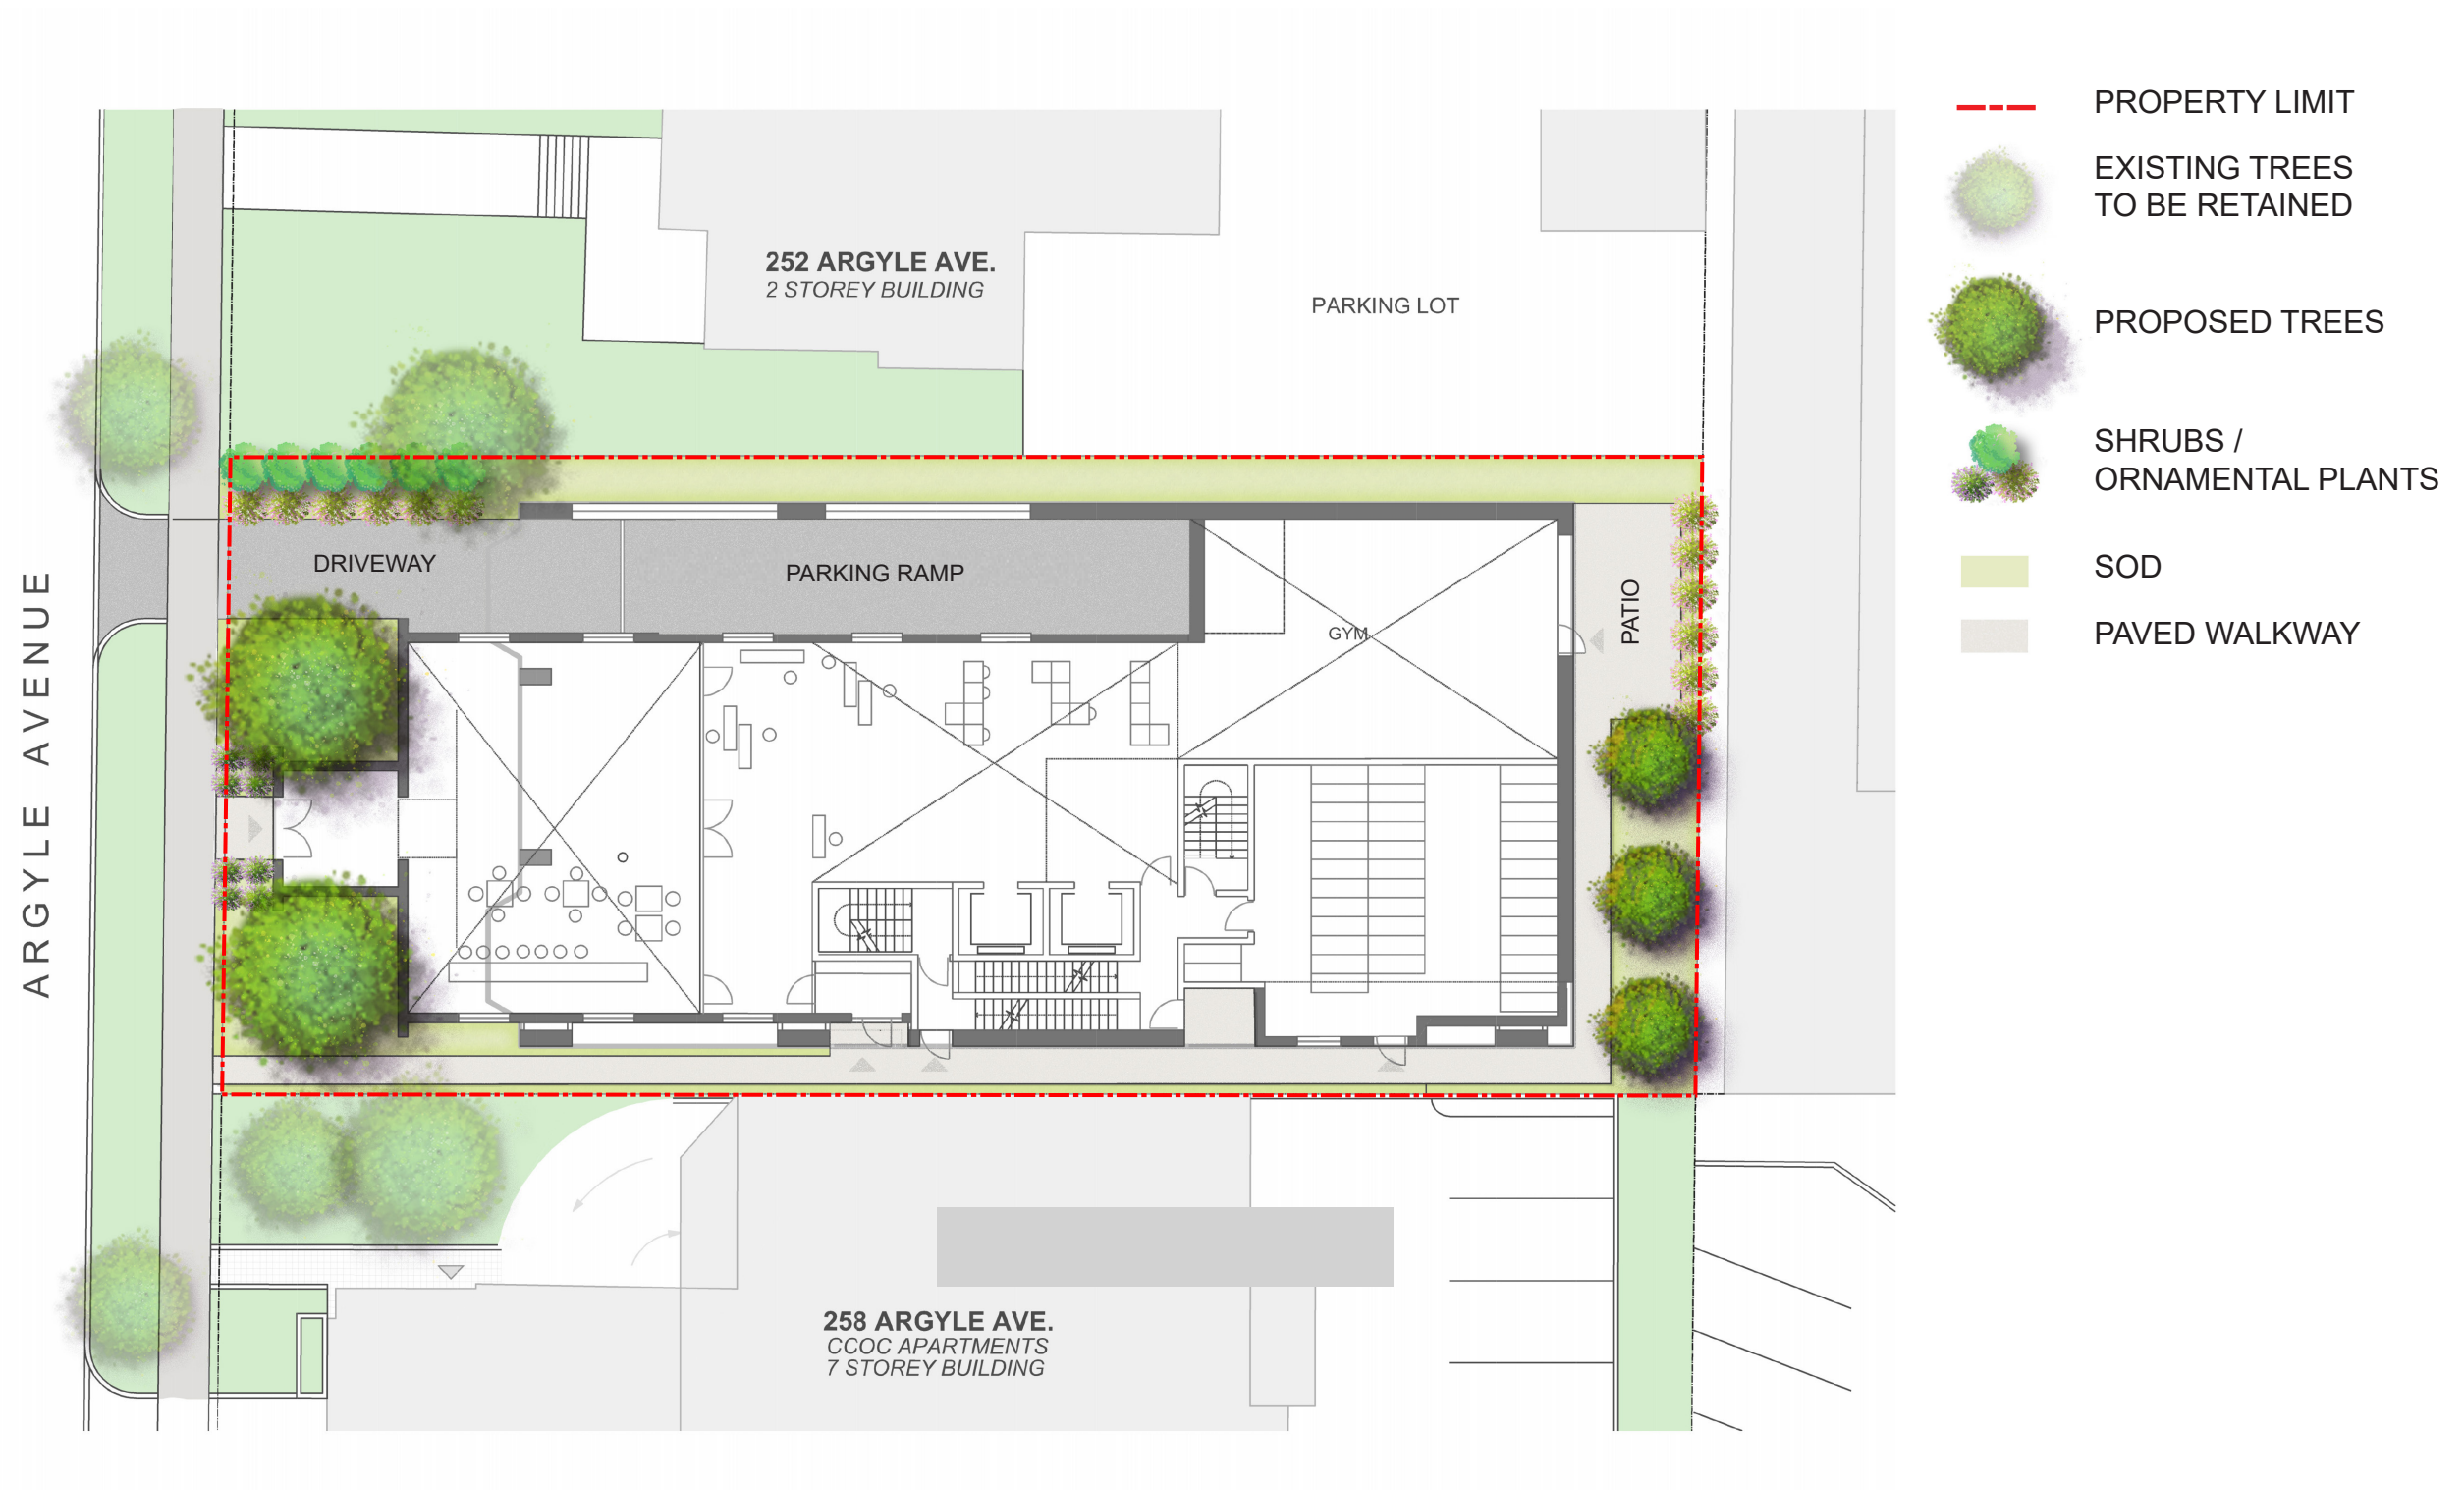 252 ARGYLE AVE.
2 STOREY BUILDING
PARKING LOT
DRIVEWAY
PARKING RAMP
GYM
PATIO
ARGYLE AVENUE
258 ARGYLE AVE.
CCOC APARTMENTS
7 STOREY BUILDING
PROPERTY LIMIT
EXISTING TREES
TO BE RETAINED
PROPOSED TREES
SHRUBS /
ORNAMENTAL PLANTS
SOD
PAVED WALKWAY